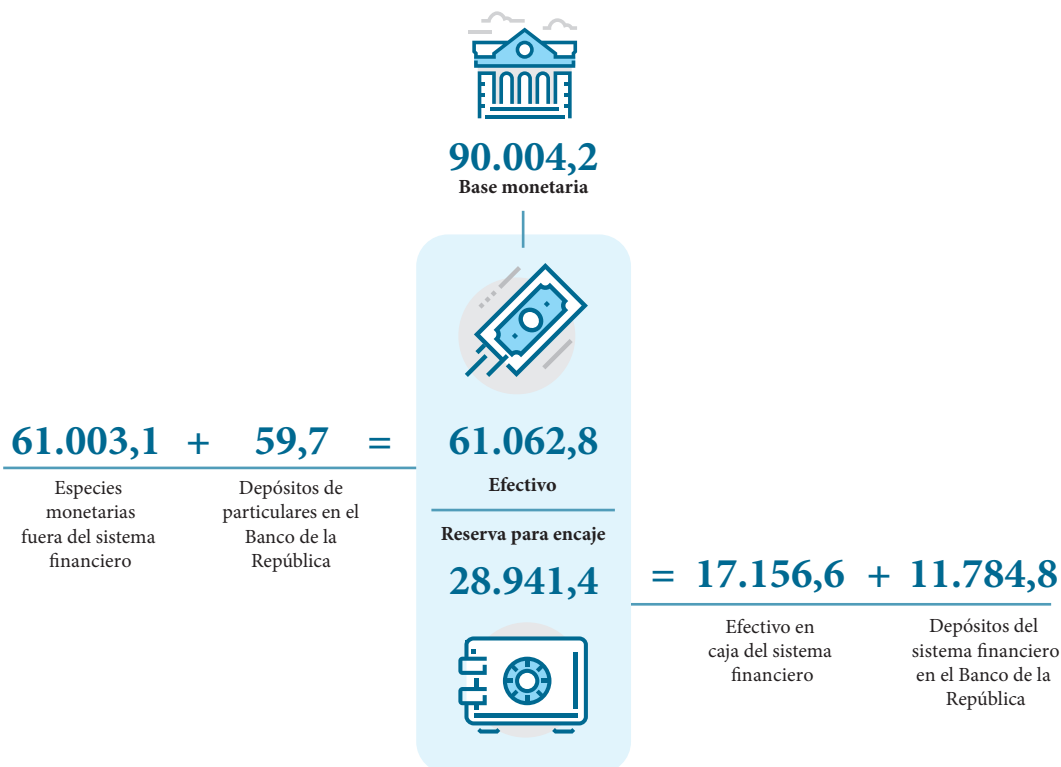 90.004,2
Base monetaria
61.003,1 + 59,7 = 61.062,8
Especies
monetarias
fuera del sistema
financiero
Depósitos de
particulares en el
Banco de la
República
Efectivo
Reserva para encaje
28.941,4 = 17.156,6 + 11.784,8
Efectivo en
caja del sistema
financiero
Depósitos del
sistema financiero
en el Banco de la
República